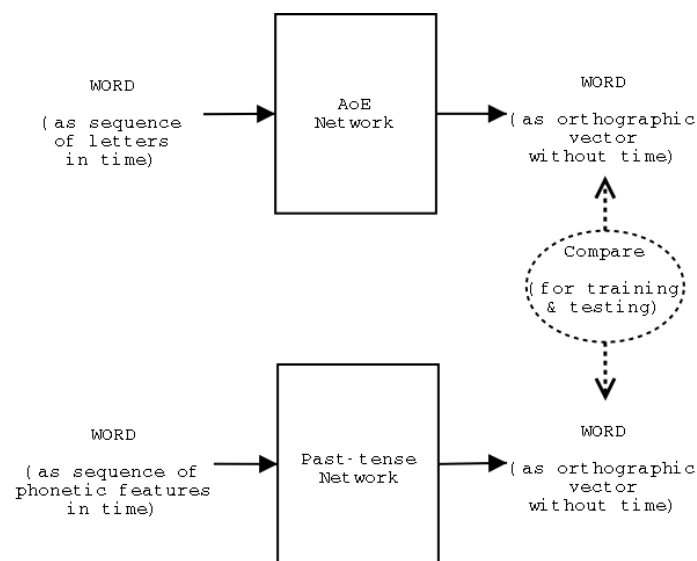 WORD
(as sequence
of letters
in time)
AoE
Network
WORD
(as orthographic
vector
without time)
Compare
(for training
& testing)
WORD
(as sequence of
phonetic features
in time)
Past-tense
Network
WORD
(as orthographic
vector
without time)